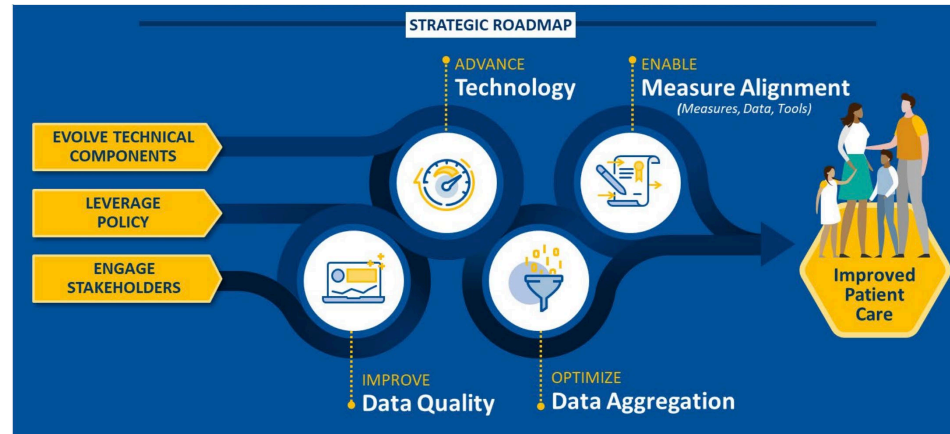 STRATEGIC ROADMAP
ADVANCE
Technology
ENABLE
Measure Alignment
(Measures, Data, Tools)
EVOLVE TECHNICAL
COMPONENTS
LEVERAGE
POLICY
ENGAGE
STAKEHOLDERS
IMPROVE
Data Quality
OPTIMIZE
Data Aggregation
Improved
Patient
Care